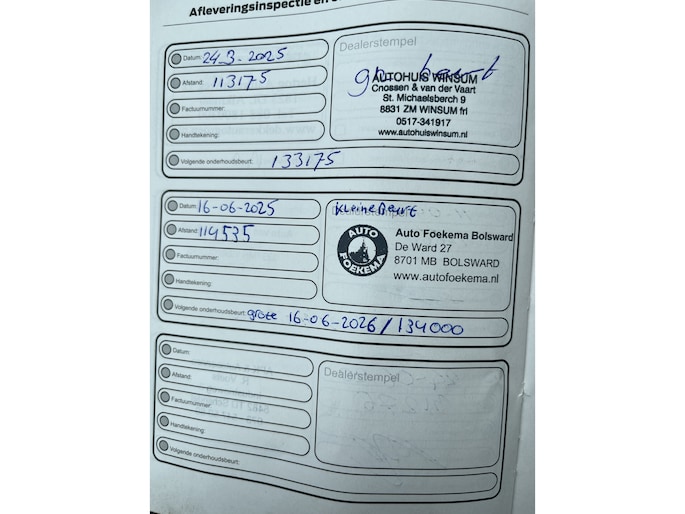 Afleveringsinspectie en
Datum: 24-3-2025
Afstand: 113175
Factuurnummer:
Handtekening:
Volgende onderhoudsbeurt: 133175
Dealerstempel
beurt
AUTOHUIS WINSUM
Cnossen & van der Vaart
St. Michaelsberch 9
8831 ZM WINSUM frl
0517-341917
www.autohuiswinsum.nl
Datum: 16-06-2025
Afstand: 114535
Factuurnummer:
Handtekening:
Volgende onderhoudsbeurt: grote 16-06-2026 / 134000
kleine Beurt
Dealerstempel
AUTO FOEKEMA
Auto Foekema Bolsward
De Ward 27
8701 MB BOLSWARD
www.autofoekema.nl
Datum:
Afstand:
Factuurnummer:
Handtekening:
Volgende onderhoudsbeurt:
Dealerstempel